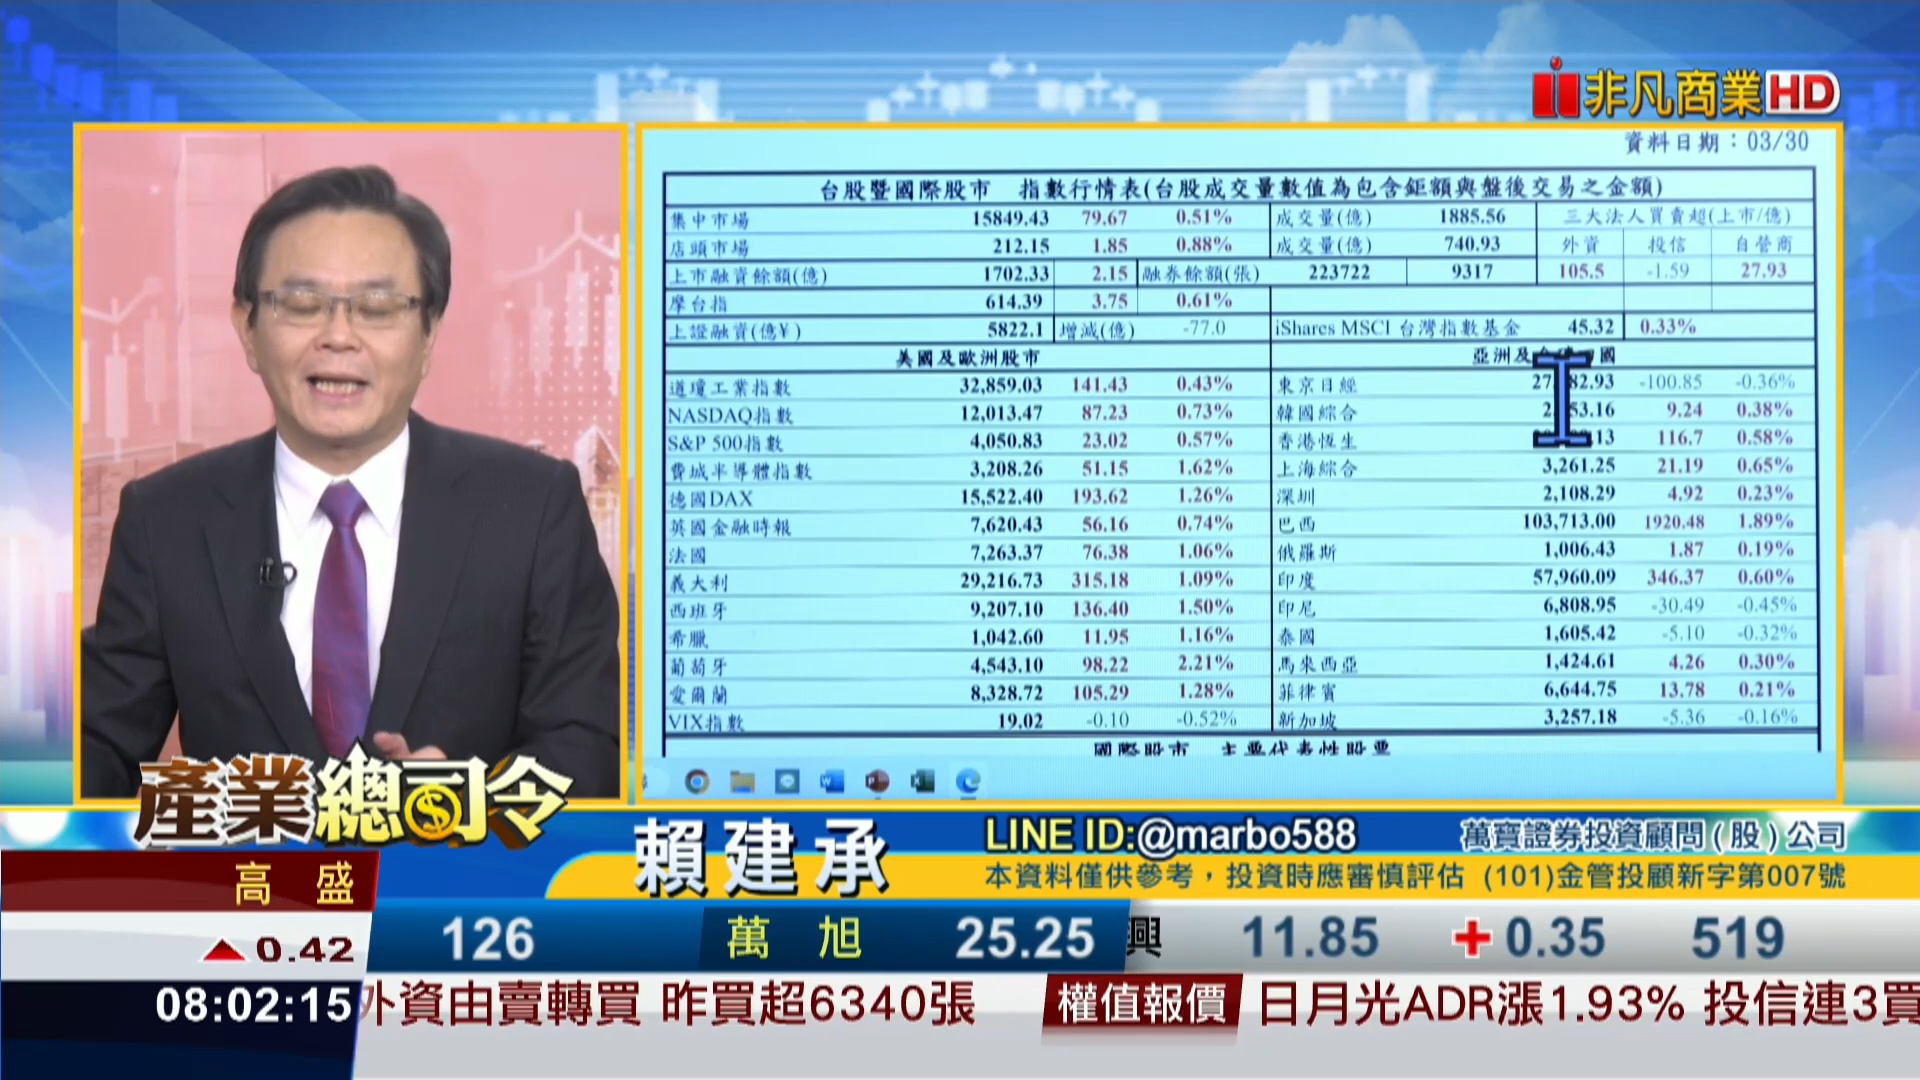 非凡商業HD
資料日期：03/30
台股暨國際股市 指數行情表(台股成交量數值為包含鉅額與盤後交易之金額)
集中市場 15849.43 79.67 0.51% 成交量(億) 1885.56 三大法人買賣超(上市/億)
店頭市場 212.15 1.85 0.88% 成交量(億) 740.93 外資 投信 自營商
上市融資餘額(億) 1702.33 2.15 融券餘額(張) 223722 9317 105.5 -1.59 27.93
摩台指 614.39 3.75 0.61%
上證融資(億¥) 5822.1 增減(億) -77.0 iShares MSCI 台灣指數基金 45.32 0.33%
美國及歐洲股市 亞洲及
道瓊工業指數 32,859.03 141.43 0.43% 東京日經 -100.85 -0.36%
NASDAQ指數 12,013.47 87.23 0.73% 韓國綜合 9.24 0.38%
S&P 500指數 4,050.83 23.02 0.57% 香港恆生 116.7 0.58%
費城半導體指數 3,208.26 51.15 1.62% 上海綜合 3,261.25 21.19 0.65%
德國DAX 15,522.40 193.62 1.26% 深圳 2,108.29 4.92 0.23%
英國金融時報 7,620.43 56.16 0.74% 巴西 103,713.00 1920.48 1.89%
法國 7,263.37 76.38 1.06% 俄羅斯 1,006.43 1.87 0.19%
義大利 29,216.73 315.18 1.09% 印度 57,960.09 346.37 0.60%
西班牙 9,207.10 136.40 1.50% 印尼 6,808.95 -30.49 -0.45%
希臘 1,042.60 11.95 1.16% 泰國 1,605.42 -5.10 -0.32%
葡萄牙 4,543.10 98.22 2.21% 馬來西亞 1,424.61 4.26 0.30%
愛爾蘭 8,328.72 105.29 1.28% 菲律賓 6,644.75 13.78 0.21%
VIX指數 19.02 -0.10 -0.52% 新加坡 3,257.18 -5.36 -0.16%
國際股市 主要代表性股票
產業總司令
賴建承
LINE ID:@marbo588
萬寶證券投資顧問(股)公司
本資料僅供參考，投資時應審慎評估 (101)金管投顧新字第007號
高盛
▲0.42 126 萬旭 25.25 興 11.85 +0.35 519
08:02:15 外資由賣轉買 昨買超6340張 權值報價 日月光ADR漲1.93% 投信連3買